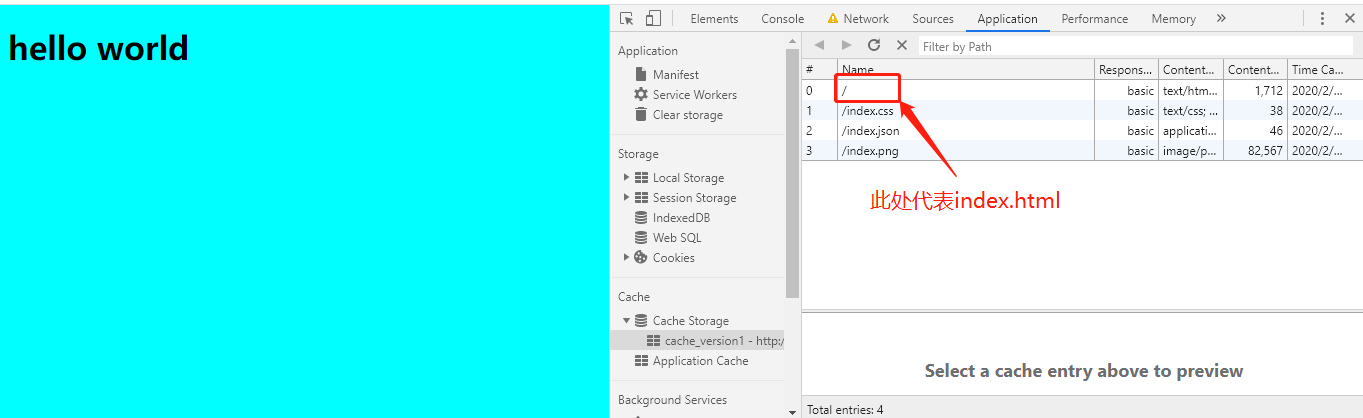 hello world
Elements Console Network Sources Application Performance Memory
Application
Manifest
Service Workers
Clear storage
Storage
Local Storage
Session Storage
IndexedDB
Web SQL
Cookies
Cache
Cache Storage
cache_version1 - http:/
Application Cache
Background Services
Filter by Path
# Name Respons... Content... Content... Time Ca...
0 / basic text/htm... 1,712 2020/2/...
1 /index.css basic text/css; ... 38 2020/2/...
2 /index.json basic applicati... 46 2020/2/...
3 /index.png basic image/p... 82,567 2020/2/...
此处代表index.html
Select a cache entry above to preview
Total entries: 4